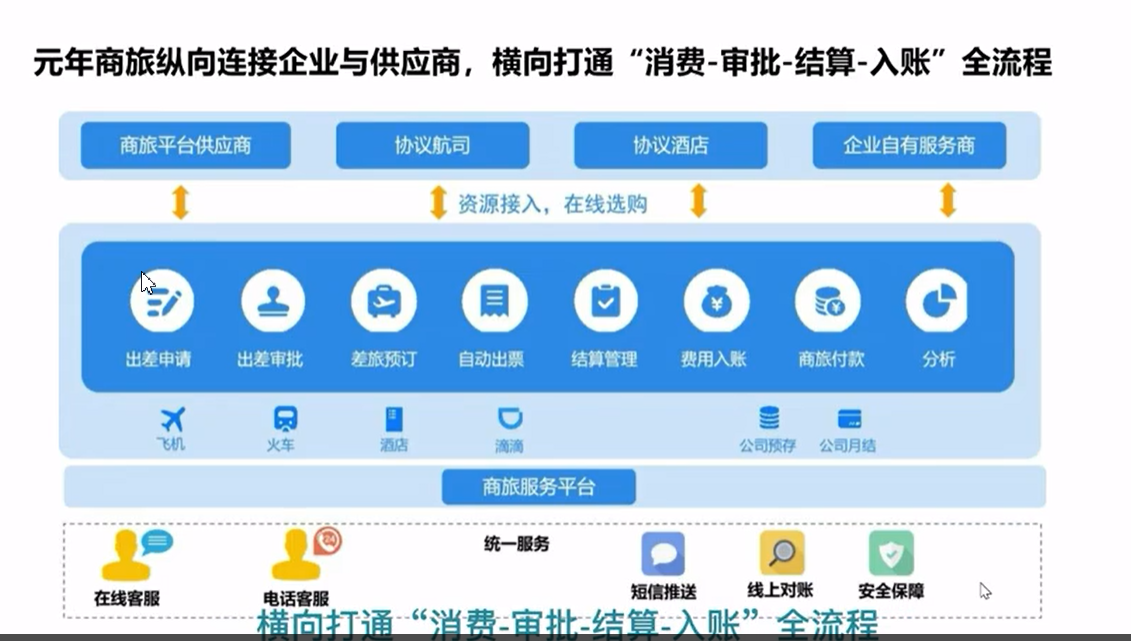 元年商旅纵向连接企业与供应商，横向打通“消费-审批-结算-入账”全流程
商旅平台供应商 协议航司 协议酒店 企业自有服务商
资源接入，在线选购
出差申请 出差审批 差旅预订 自动出票 结算管理 费用入账 商旅付款 分析
飞机 火车 酒店 滴滴 公司预存 公司月结
商旅服务平台
24
统一服务
在线客服 电话客服 短信推送 线上对账 安全保障
横向打通“消费-审批-结算-入账”全流程